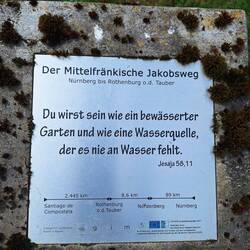 Der Mittelfränkische Jakobsweg
Nürnberg bis Rothenburg o.d. Tauber
Du wirst sein wie ein bewässerter
Garten und wie eine Wasserquelle,
der es nie an Wasser fehlt.
Jesaja 58,11
2.445 km 8,6 km 89 km
Santiago de Rothenburg Nürnberg
Compostela o.d.Tauber